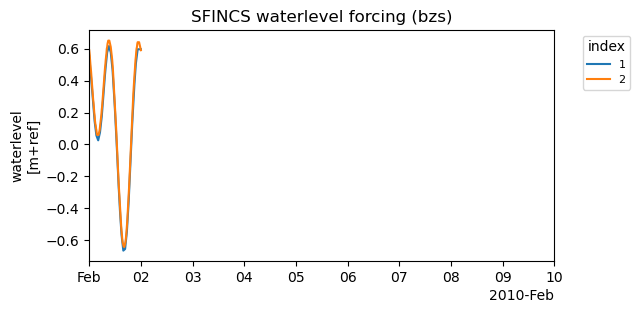 SFINCS waterlevel forcing (bzs)
index
1
2
waterlevel
[m+ref]
0.6
0.4
0.2
0.0
−0.2
−0.4
−0.6
Feb 02 03 04 05 06 07 08 09 10
2010-Feb